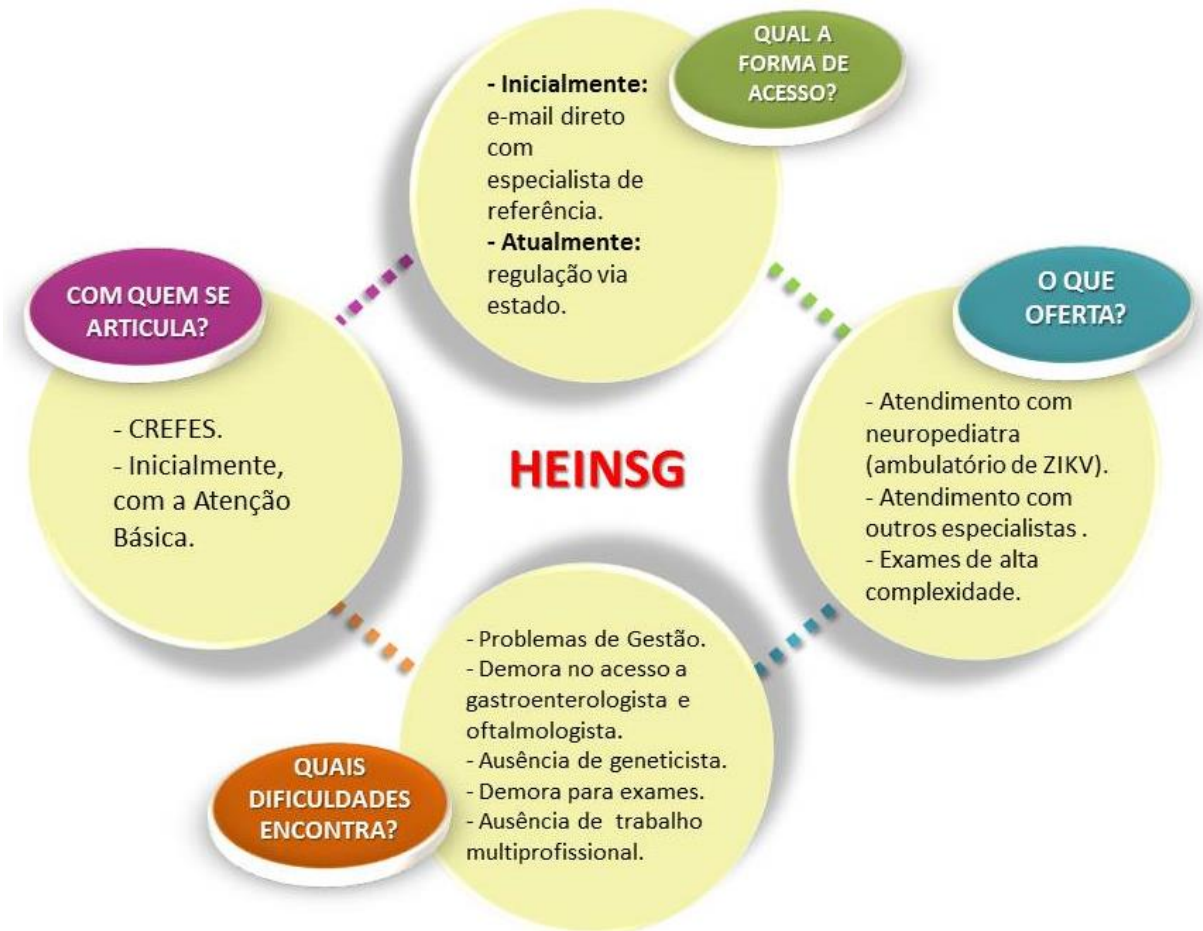 QUAL A
FORMA DE
ACESSO?
- Inicialmente:
e-mail direto
com
especialista de
referência.
- Atualmente:
regulação via
estado.
COM QUEM SE
ARTICULA?
- CREFES.
- Inicialmente,
com a Atenção
Básica.
HEINSG
O QUE
OFERTA?
- Atendimento com
neuropediatra
(ambulatório de ZIKV).
- Atendimento com
outros especialistas .
- Exames de alta
complexidade.
QUAIS
DIFICULDADES
ENCONTRA?
- Problemas de Gestão.
- Demora no acesso a
gastroenterologista e
oftalmologista.
- Ausência de geneticista.
- Demora para exames.
- Ausência de trabalho
multiprofissional.